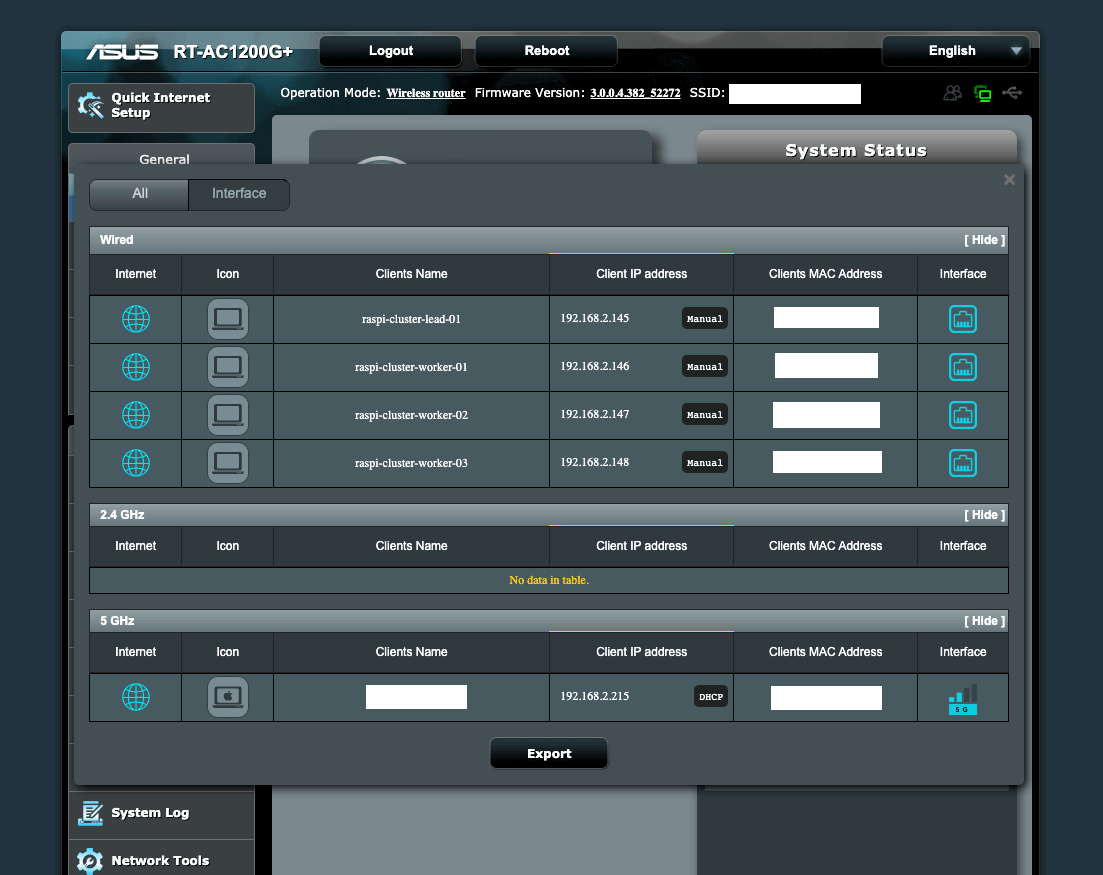 ASUS RT-AC1200G+ Logout Reboot English
Quick Internet
Setup
Operation Mode: Wireless router Firmware Version: 3.0.0.4.382_52272 SSID:
General
System Status
All Interface
Wired [ Hide ]
Internet Icon Clients Name Client IP address Clients MAC Address Interface
raspi-cluster-lead-01 192.168.2.145 Manual
raspi-cluster-worker-01 192.168.2.146 Manual
raspi-cluster-worker-02 192.168.2.147 Manual
raspi-cluster-worker-03 192.168.2.148 Manual
2.4 GHz [ Hide ]
Internet Icon Clients Name Client IP address Clients MAC Address Interface
No data in table.
5 GHz [ Hide ]
Internet Icon Clients Name Client IP address Clients MAC Address Interface
192.168.2.215 DHCP
5 G
Export
System Log
Network Tools